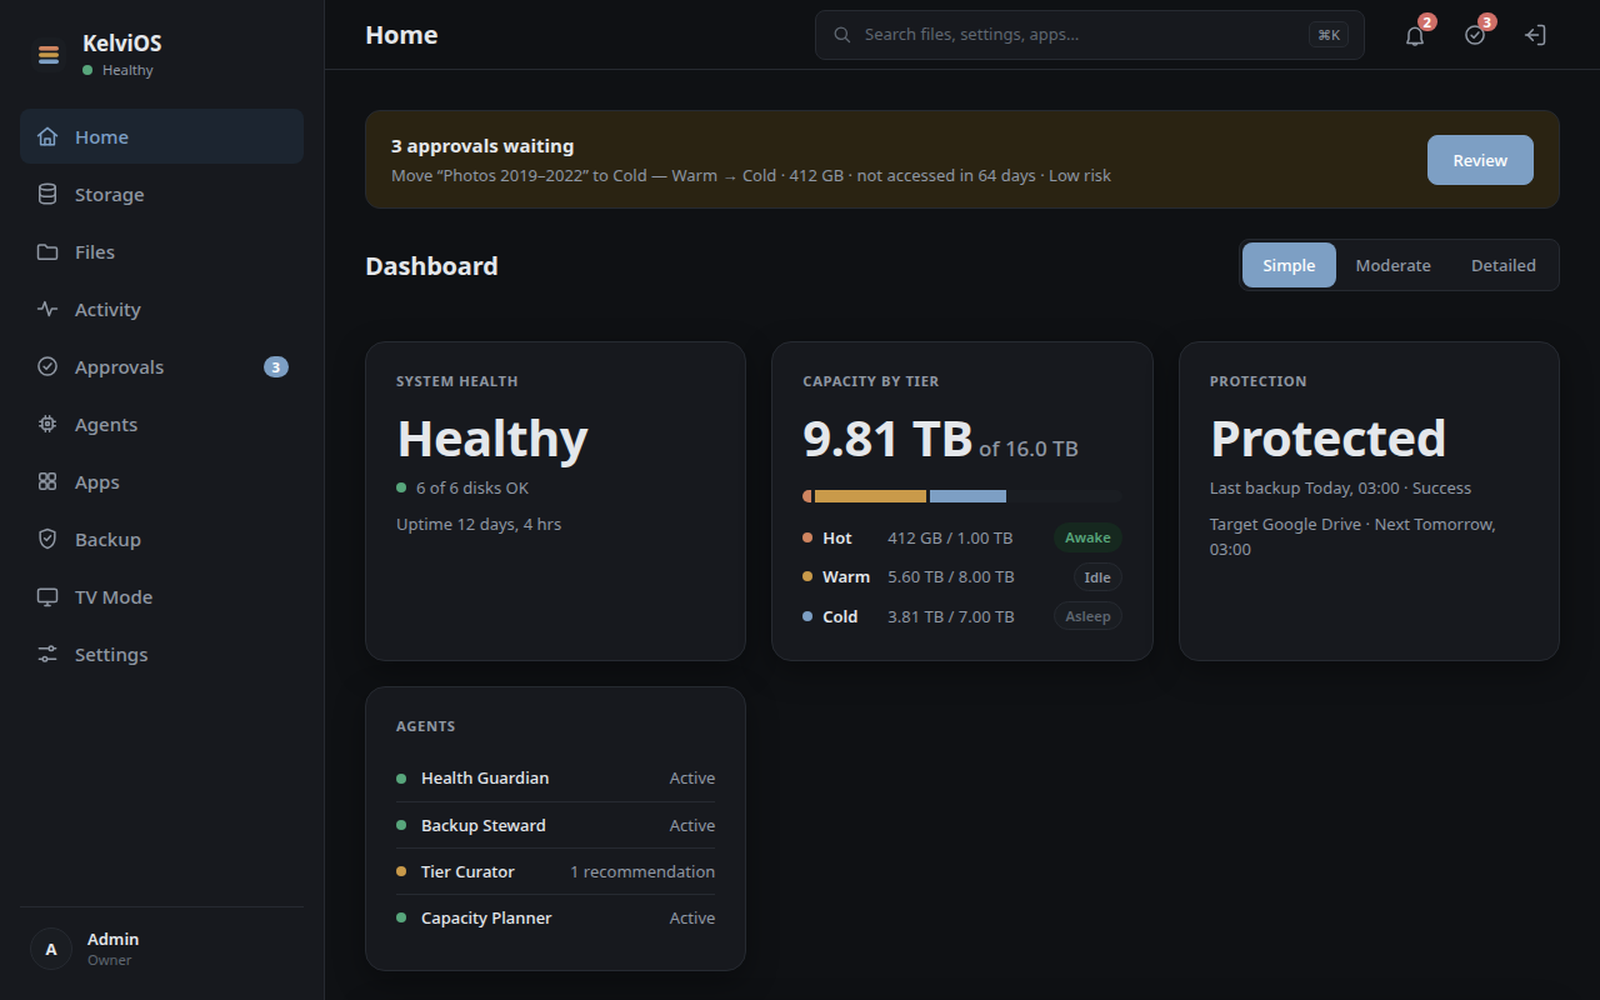 KelviOS
Healthy
Home
Storage
Files
Activity
Approvals 3
Agents
Apps
Backup
TV Mode
Settings
A
Admin
Owner
Home
Search files, settings, apps...
⌘K
2
3
3 approvals waiting
Move “Photos 2019–2022” to Cold — Warm → Cold · 412 GB · not accessed in 64 days · Low risk
Review
Dashboard
Simple Moderate Detailed
SYSTEM HEALTH
Healthy
6 of 6 disks OK
Uptime 12 days, 4 hrs
CAPACITY BY TIER
9.81 TB of 16.0 TB
Hot 412 GB / 1.00 TB Awake
Warm 5.60 TB / 8.00 TB Idle
Cold 3.81 TB / 7.00 TB Asleep
PROTECTION
Protected
Last backup Today, 03:00 · Success
Target Google Drive · Next Tomorrow,
03:00
AGENTS
Health Guardian Active
Backup Steward Active
Tier Curator 1 recommendation
Capacity Planner Active